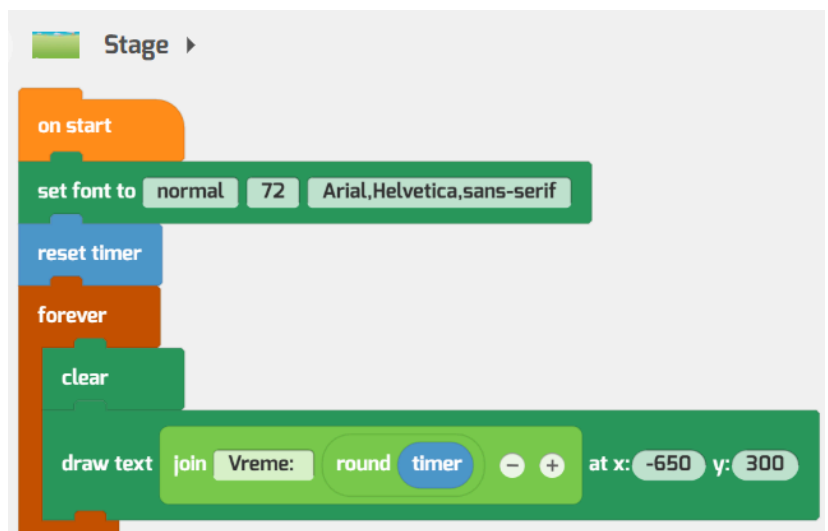 Stage
on start
set font to normal 72 Arial,Helvetica,sans-serif
reset timer
forever
clear
draw text join Vreme: round timer − + at x: -650 y: 300